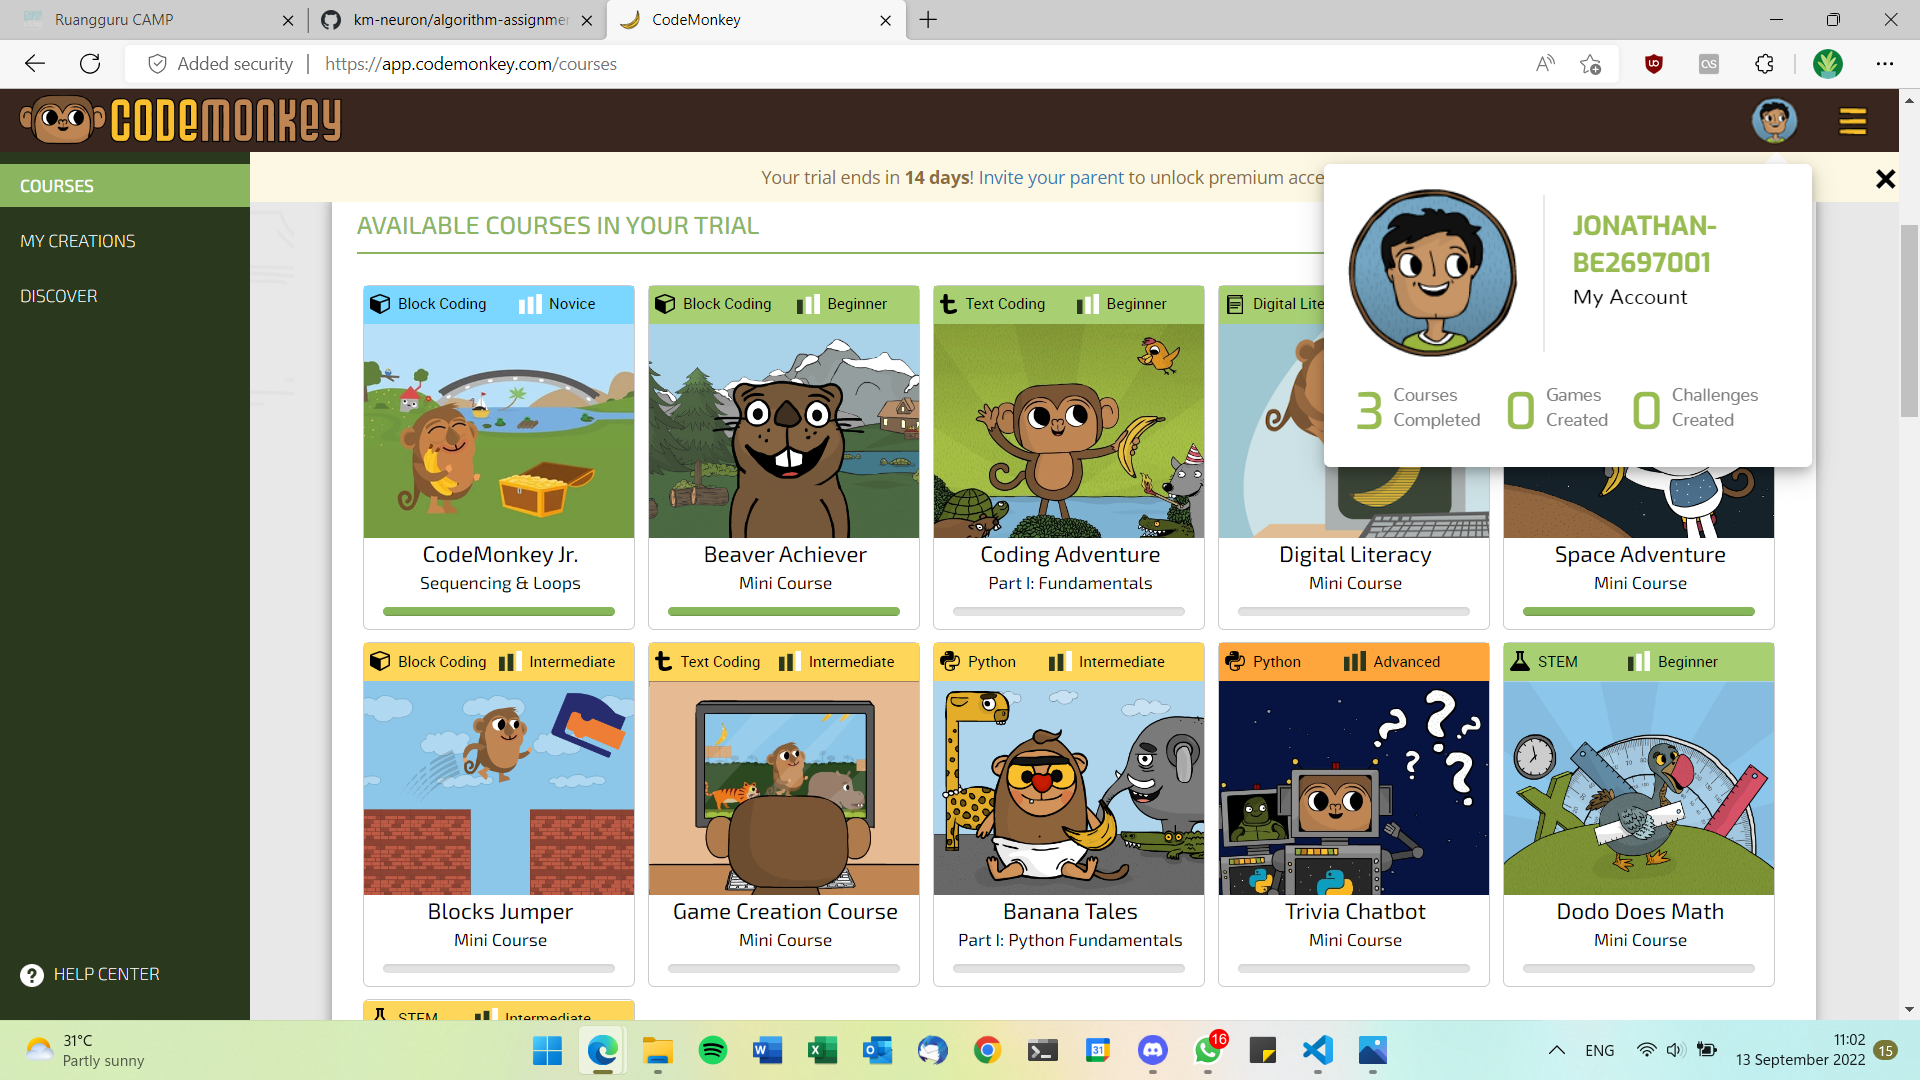 Ruangguru CAMP
km-neuron/algorithm-assignmen
CodeMonkey
Added security
https://app.codemonkey.com/courses
CODEMONKEY
COURSES
MY CREATIONS
DISCOVER
HELP CENTER
Your trial ends in 14 days! Invite your parent to unlock premium acce
AVAILABLE COURSES IN YOUR TRIAL
JONATHAN-
BE2697001
My Account
3 Courses Completed
0 Games Created
0 Challenges Created
Block Coding Novice
Block Coding Beginner
Text Coding Beginner
Digital Lite
CodeMonkey Jr.
Sequencing & Loops
Beaver Achiever
Mini Course
Coding Adventure
Part I: Fundamentals
Digital Literacy
Mini Course
Space Adventure
Mini Course
Block Coding Intermediate
Text Coding Intermediate
Python Intermediate
Python Advanced
STEM Beginner
Blocks Jumper
Mini Course
Game Creation Course
Mini Course
Banana Tales
Part I: Python Fundamentals
Trivia Chatbot
Mini Course
Dodo Does Math
Mini Course
STEM Intermediate
31°C
Partly sunny
16
31
ENG
11:02
13 September 2022
15